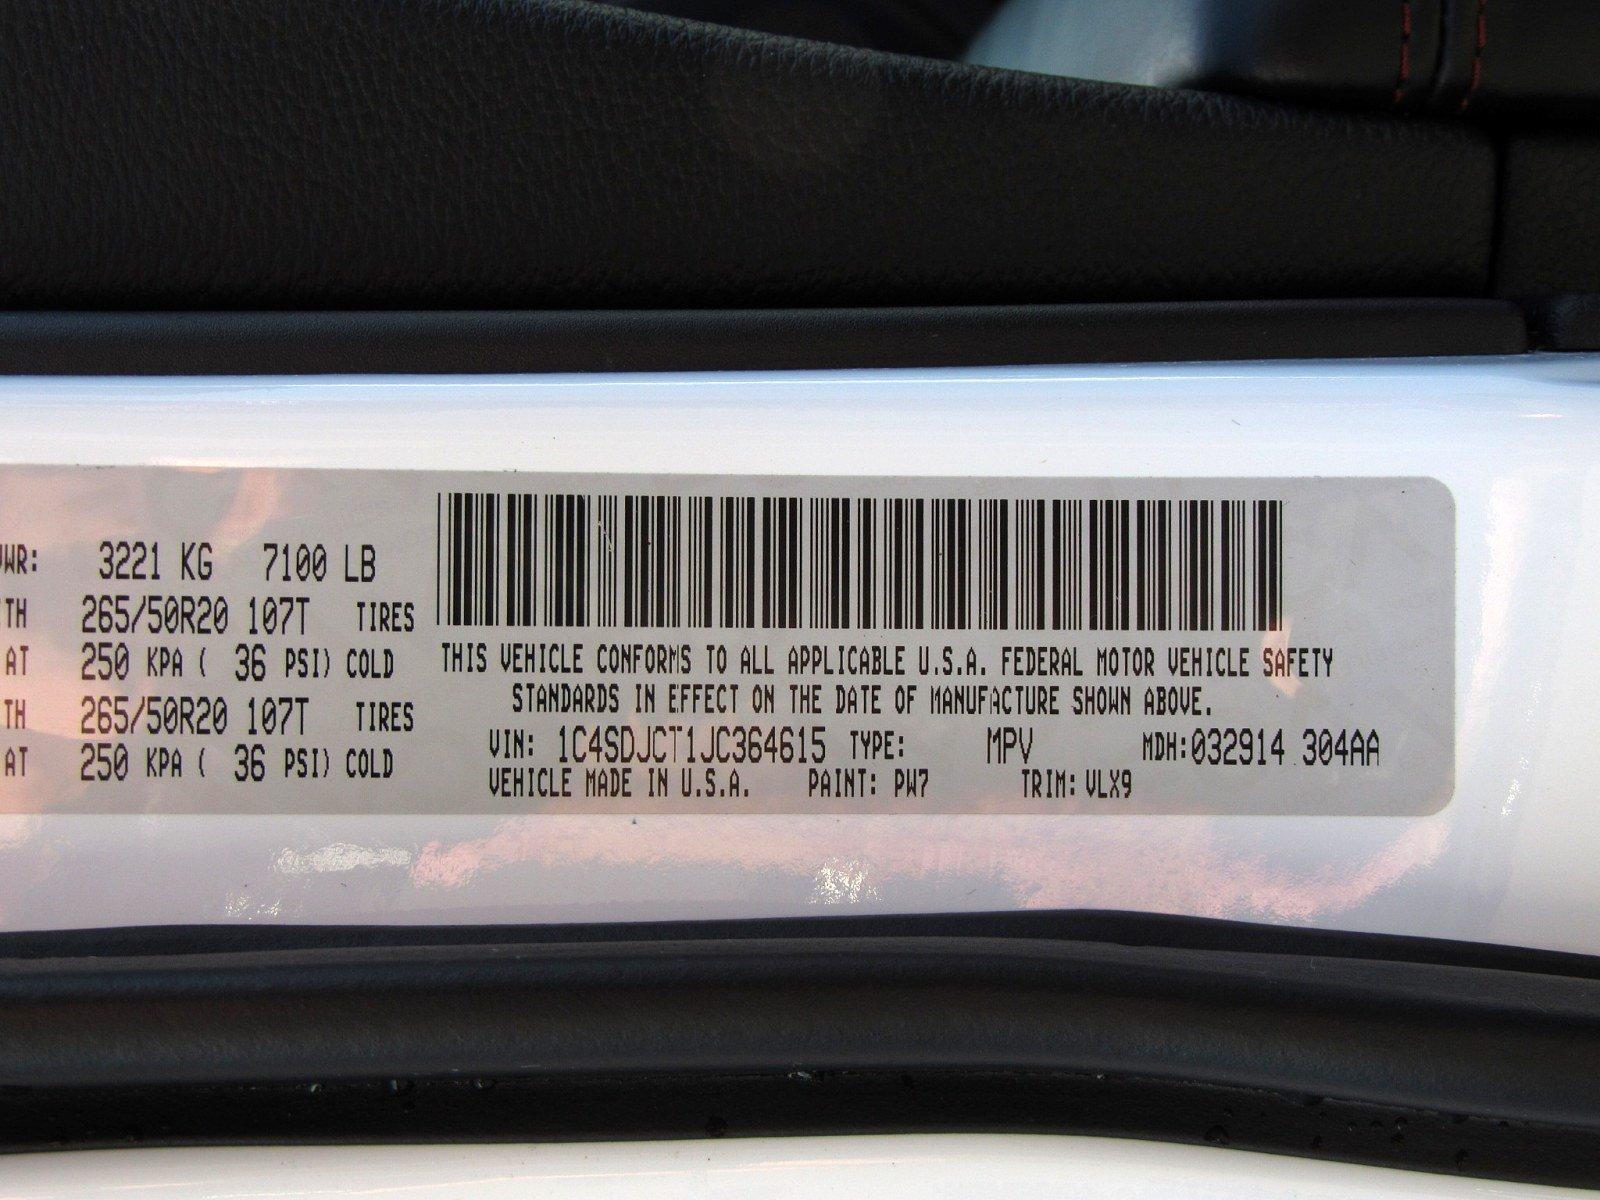 3221 KG 7100 LB
265/50R20 107T TIRES
AT 250 KPA ( 36 PSI) COLD
265/50R20 107T TIRES
AT 250 KPA ( 36 PSI) COLD
THIS VEHICLE CONFORMS TO ALL APPLICABLE U.S.A. FEDERAL MOTOR VEHICLE SAFETY
STANDARDS IN EFFECT ON THE DATE OF MANUFACTURE SHOWN ABOVE.
VIN: 1C4SDJCT1JC364615 TYPE: MPV MDH:032914 304AA
VEHICLE MADE IN U.S.A. PAINT: PW7 TRIM: VLX9